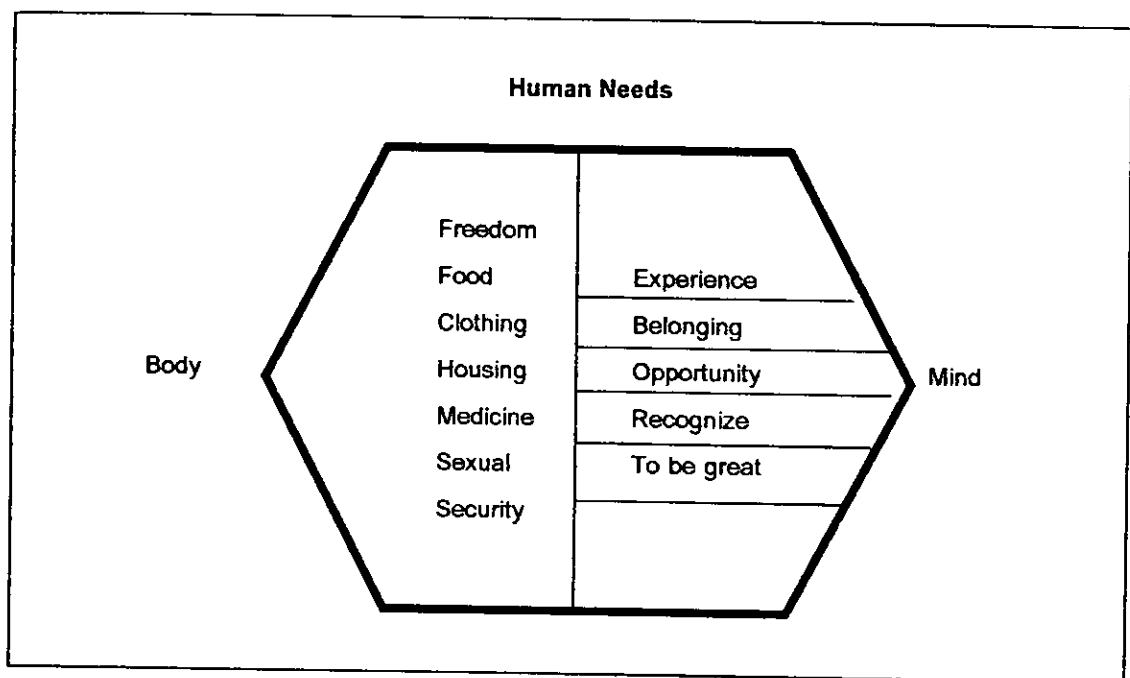 Human Needs
Body
Freedom
Food
Clothing
Housing
Medicine
Sexual
Security
Experience
Belonging
Opportunity
Recognize
To be great
Mind